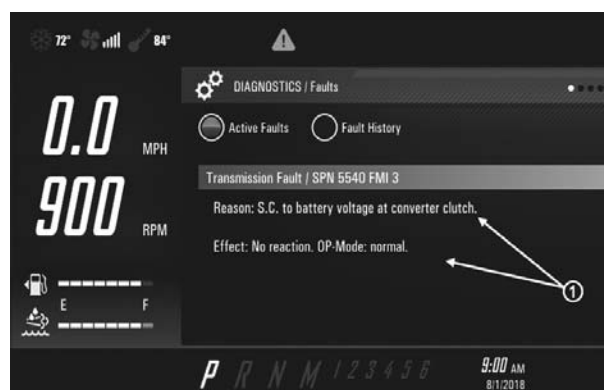 72° 84°
DIAGNOSTICS / Faults
Active Faults Fault History
0.0 MPH
Transmission Fault / SPN 5540 FMI 3
Reason: S.C. to battery voltage at converter clutch.
900 RPM
Effect: No reaction. OP-Mode: normal.
1
E F
P R N M 1 2 3 4 5 6
9:00 AM
8/1/2018